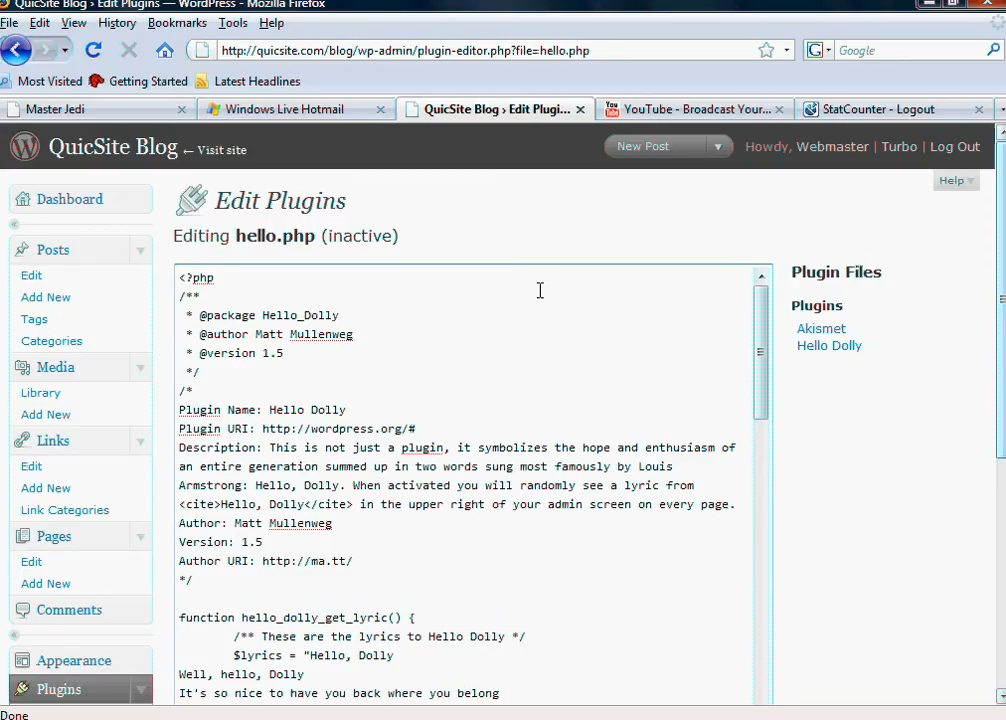 QuicSite Blog › Edit Plugins — WordPress - Mozilla Firefox
File Edit View History Bookmarks Tools Help
http://quicsite.com/blog/wp-admin/plugin-editor.php?file=hello.php
G Google
Most Visited Getting Started Latest Headlines
Master Jedi
Windows Live Hotmail
QuicSite Blog › Edit Plugi...
YouTube - Broadcast Your...
StatCounter - Logout
QuicSite Blog ← Visit site
New Post
Howdy, Webmaster | Turbo | Log Out
Help
Dashboard
Posts
Edit
Add New
Tags
Categories
Media
Library
Add New
Links
Edit
Add New
Link Categories
Pages
Edit
Add New
Comments
Appearance
Plugins
Edit Plugins
Editing hello.php (inactive)
<?php
/**
 * @package Hello_Dolly
 * @author Matt Mullenweg
 * @version 1.5
 */
/*
Plugin Name: Hello Dolly
Plugin URI: http://wordpress.org/#
Description: This is not just a plugin, it symbolizes the hope and enthusiasm of
an entire generation summed up in two words sung most famously by Louis
Armstrong: Hello, Dolly. When activated you will randomly see a lyric from
<cite>Hello, Dolly</cite> in the upper right of your admin screen on every page.
Author: Matt Mullenweg
Version: 1.5
Author URI: http://ma.tt/
*/
function hello_dolly_get_lyric() {
/** These are the lyrics to Hello Dolly */
$lyrics = "Hello, Dolly
Well, hello, Dolly
It's so nice to have you back where you belong
Plugin Files
Plugins
Akismet
Hello Dolly
Done